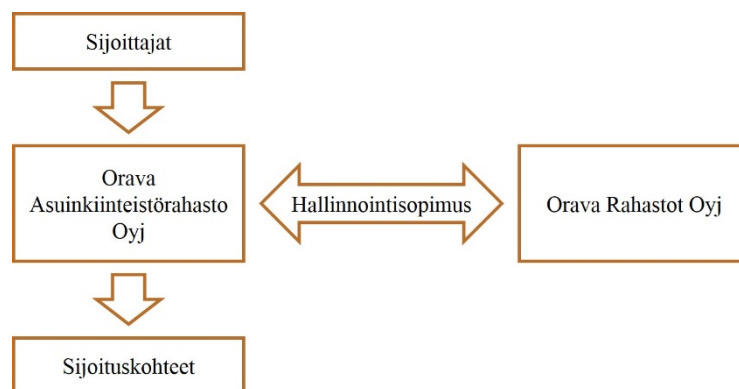 Sijoittajat
Orava
Asuinkiinteistörahasto
Oyj
Hallinnointisopimus
Orava Rahastot Oyj
Sijoituskohteet